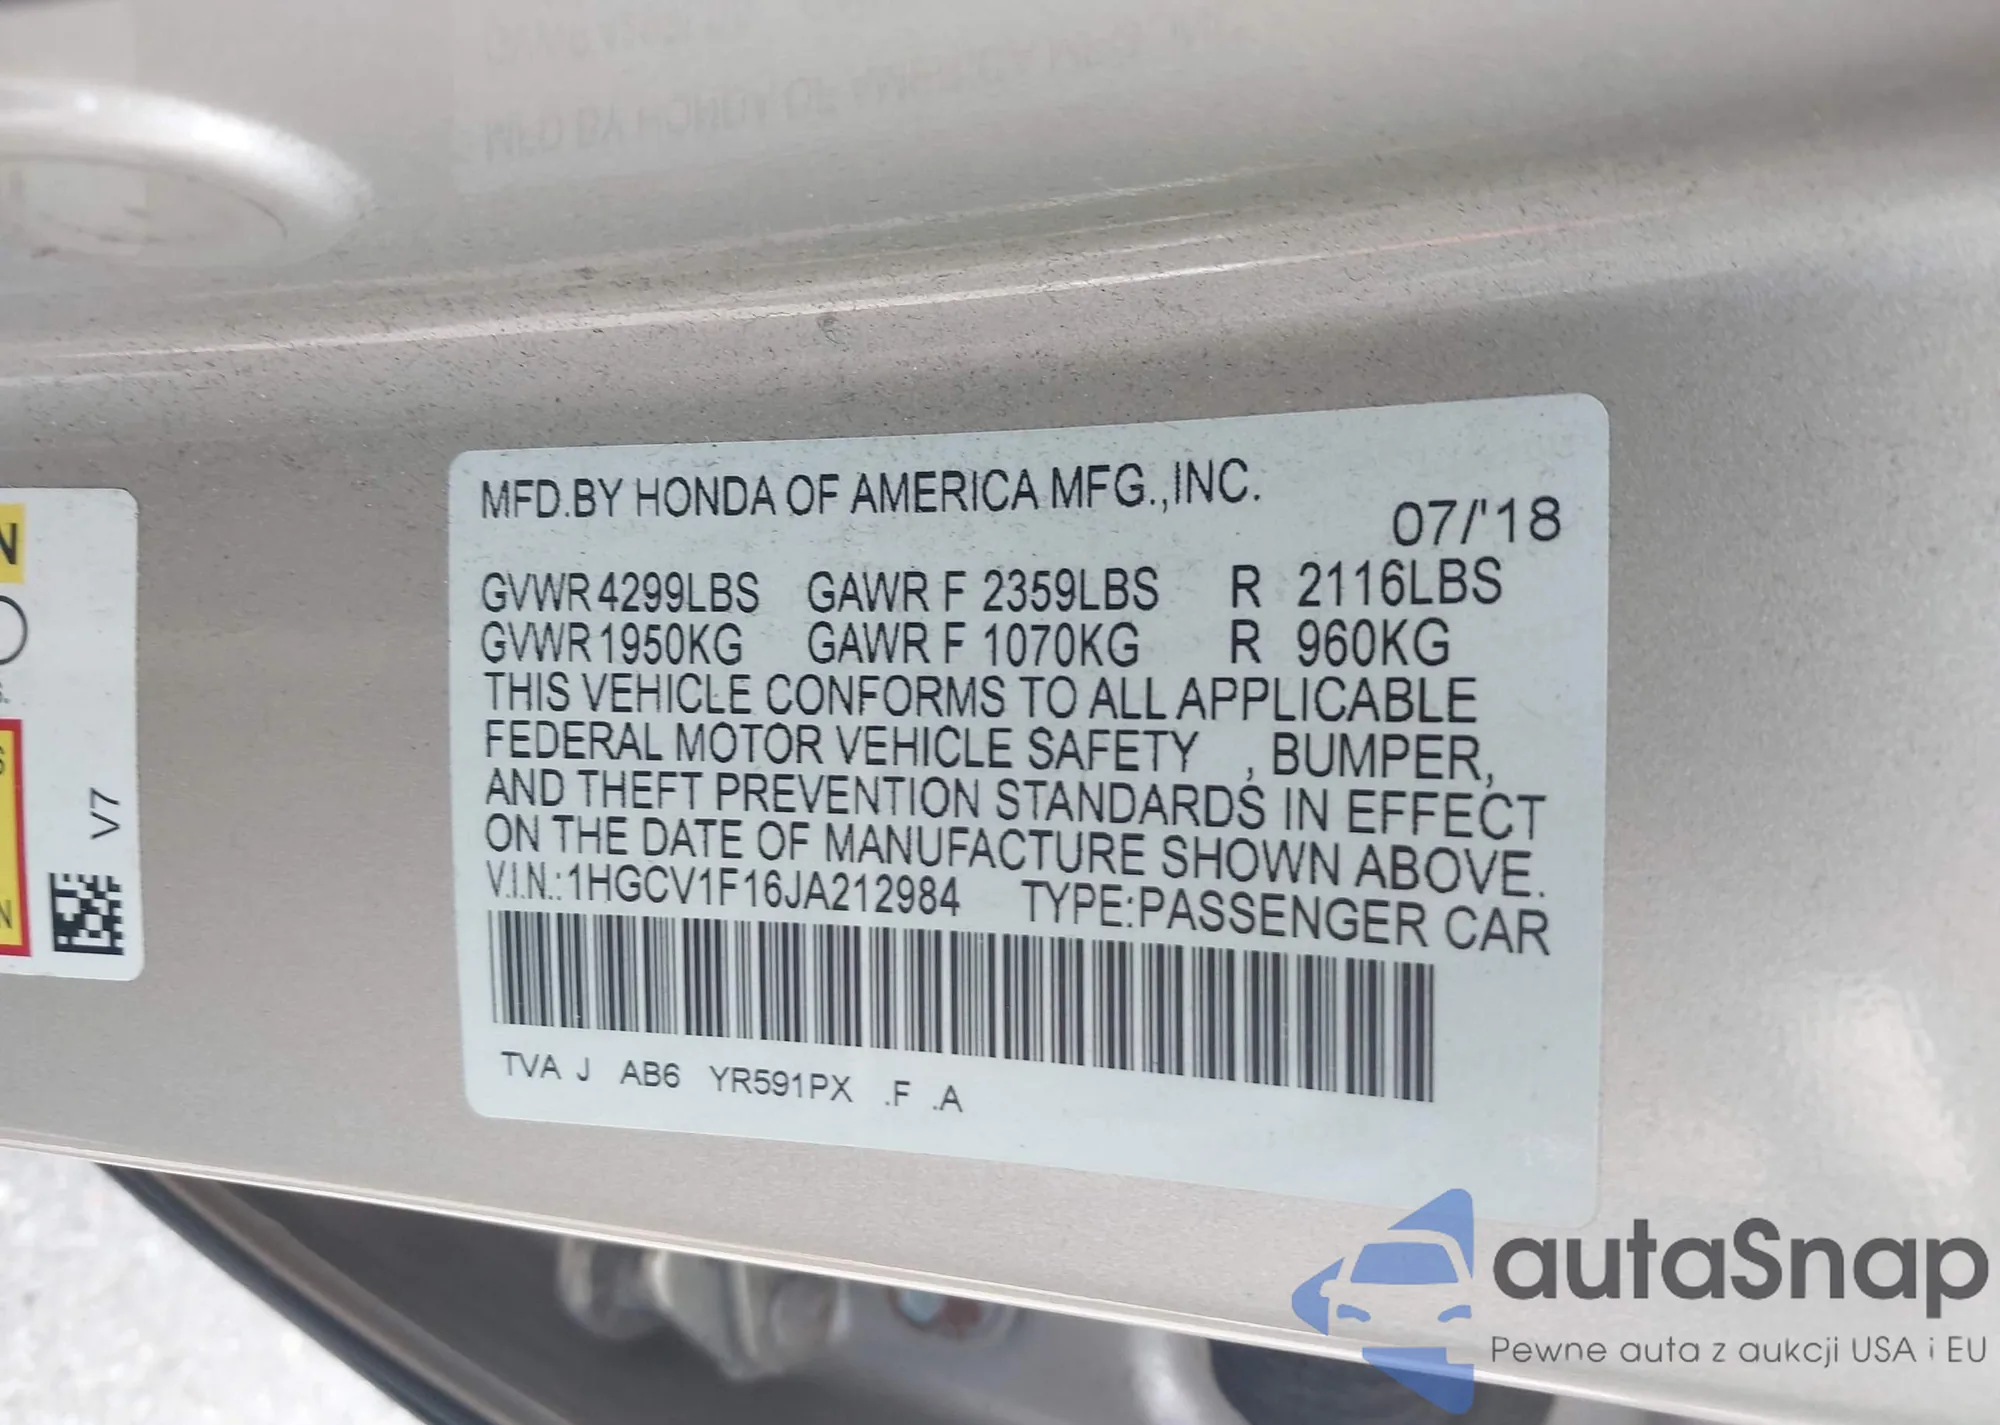 MFD.BY HONDA OF AMERICA MFG.,INC.
07/'18
GVWR 4299LBS GAWR F 2359LBS R 2116LBS
GVWR 1950KG GAWR F 1070KG R 960KG
THIS VEHICLE CONFORMS TO ALL APPLICABLE
FEDERAL MOTOR VEHICLE SAFETY , BUMPER,
AND THEFT PREVENTION STANDARDS IN EFFECT
ON THE DATE OF MANUFACTURE SHOWN ABOVE.
V.I.N.:1HGCV1F16JA212984 TYPE:PASSENGER CAR
TVA J AB6 YR591PX .F .A
V7
autaSnap
Pewne auta z aukcji USA i EU